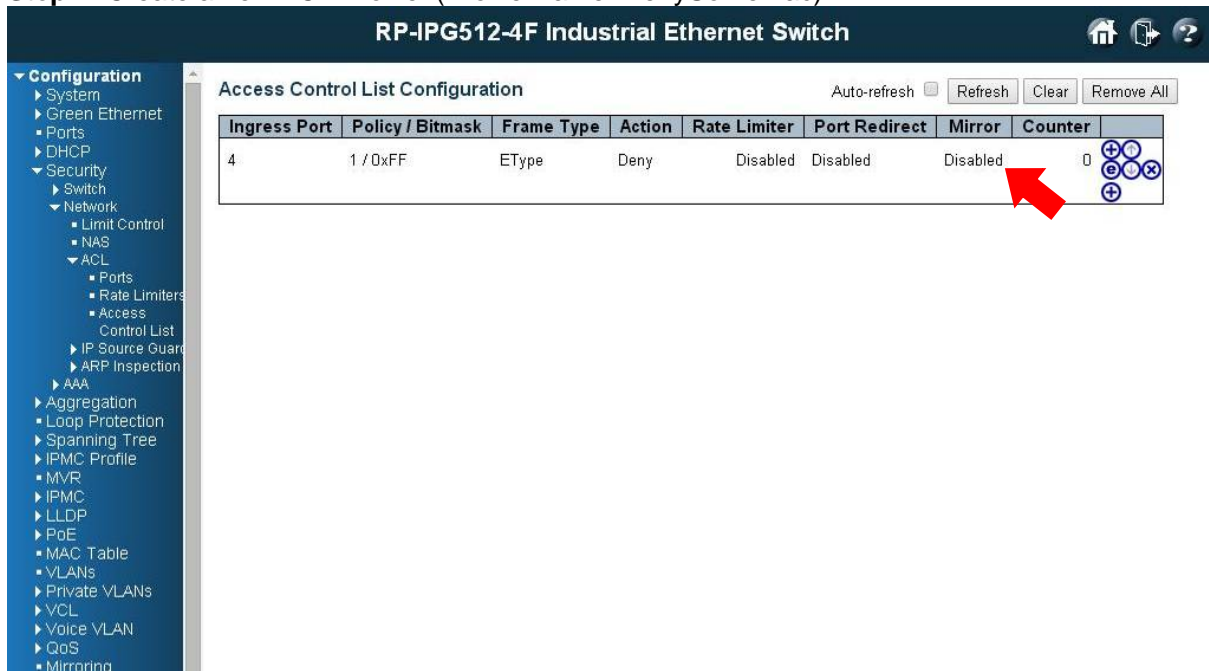 RP-IPG512-4F Industrial Ethernet Switch
Configuration
System
Green Ethernet
Ports
DHCP
Security
Switch
Network
Limit Control
NAS
ACL
Ports
Rate Limiters
Access
Control List
IP Source Guard
ARP Inspection
AAA
Aggregation
Loop Protection
Spanning Tree
IPMC Profile
MVR
IPMC
LLDP
PoE
MAC Table
VLANs
Private VLANs
VCL
Voice VLAN
QoS
Mirroring
Access Control List Configuration
Auto-refresh Refresh Clear Remove All
Ingress Port Policy / Bitmask Frame Type Action Rate Limiter Port Redirect Mirror Counter
4 1 / 0xFF EType Deny Disabled Disabled Disabled 0